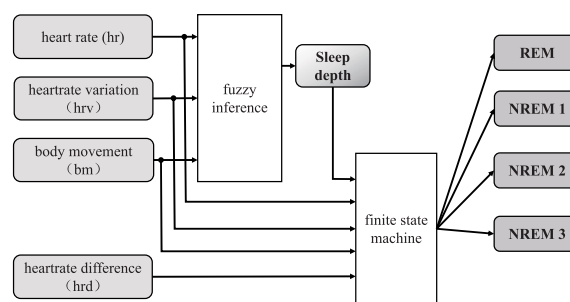 heart rate (hr)
heartrate variation
（hrv）
body movement
（bm）
heartrate difference
（hrd）
fuzzy
inference
Sleep
depth
finite state
machine
REM
NREM 1
NREM 2
NREM 3